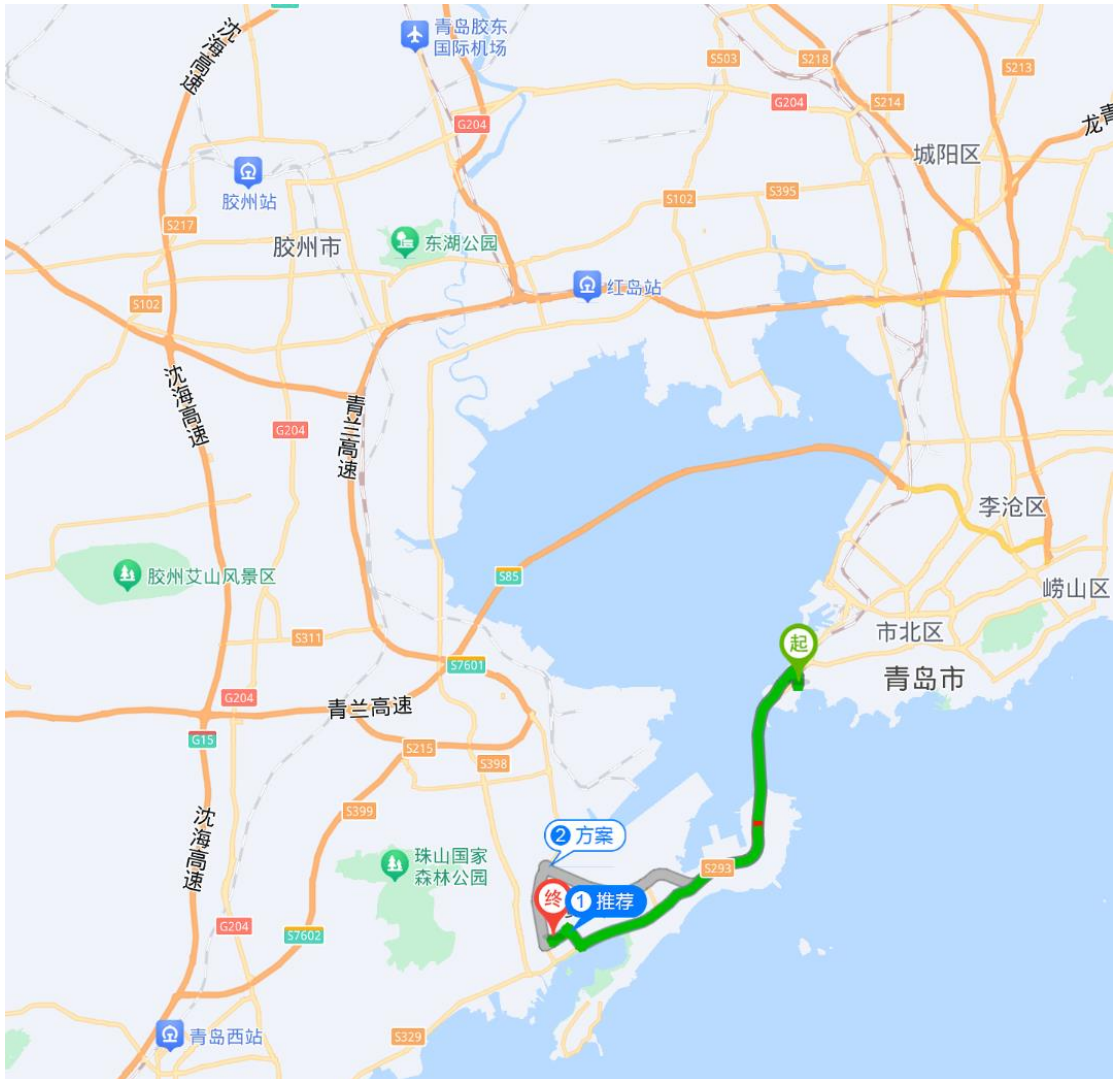 沈海高速
青岛胶东
国际机场
S503
S218
S213
G204
S214
龙青
G204
城阳区
胶州站
S102
S395
S217
胶州市
东湖公园
红岛站
S102
沈海高速
青兰高速
G204
李沧区
S85
胶州艾山风景区
崂山区
S311
市北区
起
S7601
青岛市
G204
青兰高速
G15
S215
S398
S399
沈海高速
2 方案
珠山国家
森林公园
S293
终
1 推荐
G204
S7602
青岛西站
S329